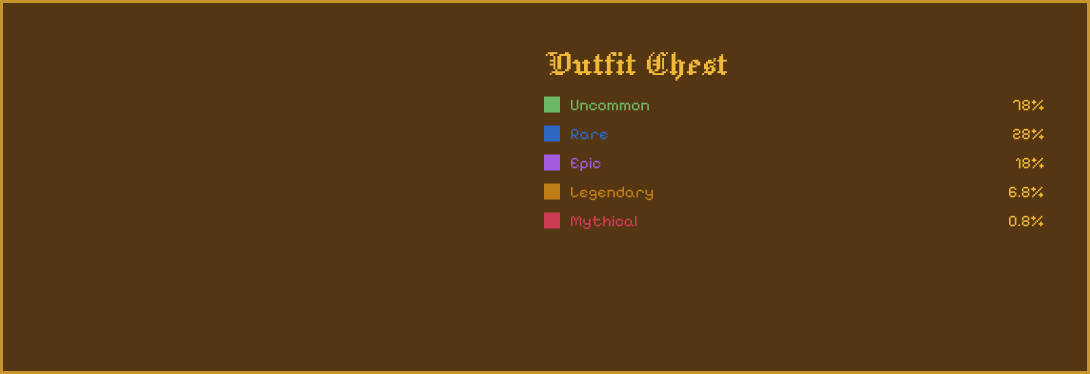 Outfit Chest
Uncommon 78%
Rare 28%
Epic 18%
Legendary 6.8%
Mythical 0.8%